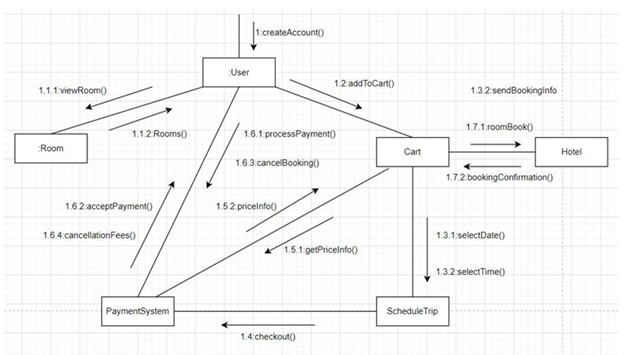 1:createAccount()
:User
1.1.1:viewRoom()
1.2:addToCart()
1.3.2:sendBookingInfo
1.1.2:Rooms()
1.6.1:processPayment()
1.7.1:roomBook()
:Room
Cart
Hotel
1.6.3:cancelBooking()
1.7.2:bookingConfirmation()
1.6.2:acceptPayment()
1.5.2:priceInfo()
1.6.4:cancellationFees()
1.3.1:selectDate()
1.5.1:getPriceInfo()
1.3.2:selectTime()
PaymentSystem
ScheduleTrip
1.4:checkout()